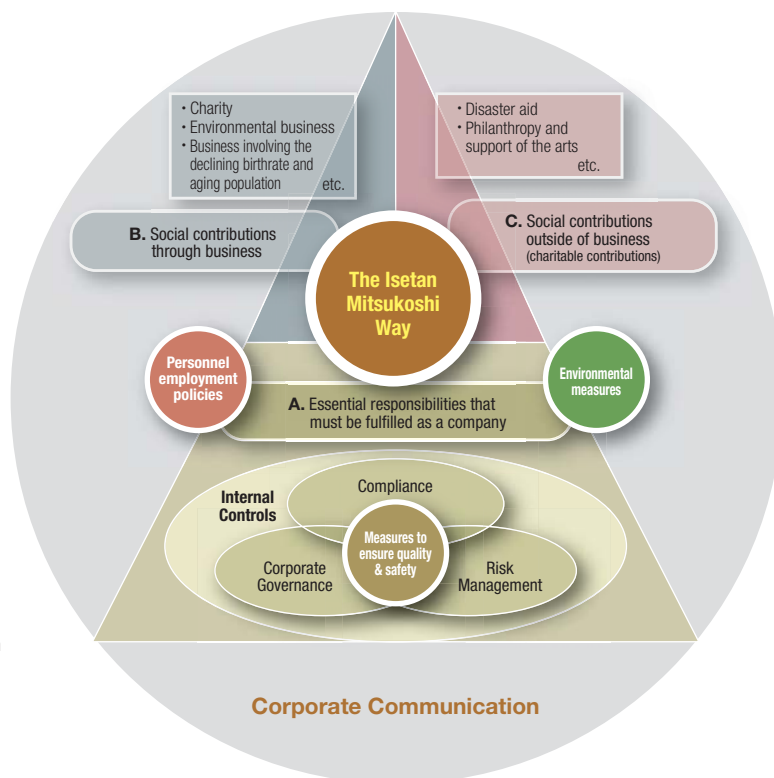 • Charity
• Environmental business
• Business involving the
declining birthrate and
aging population etc.
• Disaster aid
• Philanthropy and
support of the arts
etc.
B. Social contributions
through business
C. Social contributions
outside of business
(charitable contributions)
The Isetan
Mitsukoshi
Way
Personnel
employment
policies
Environmental
measures
A. Essential responsibilities that
must be fulfilled as a company
Internal
Controls
Compliance
Measures to
ensure quality
& safety
Corporate
Governance
Risk
Management
Corporate Communication